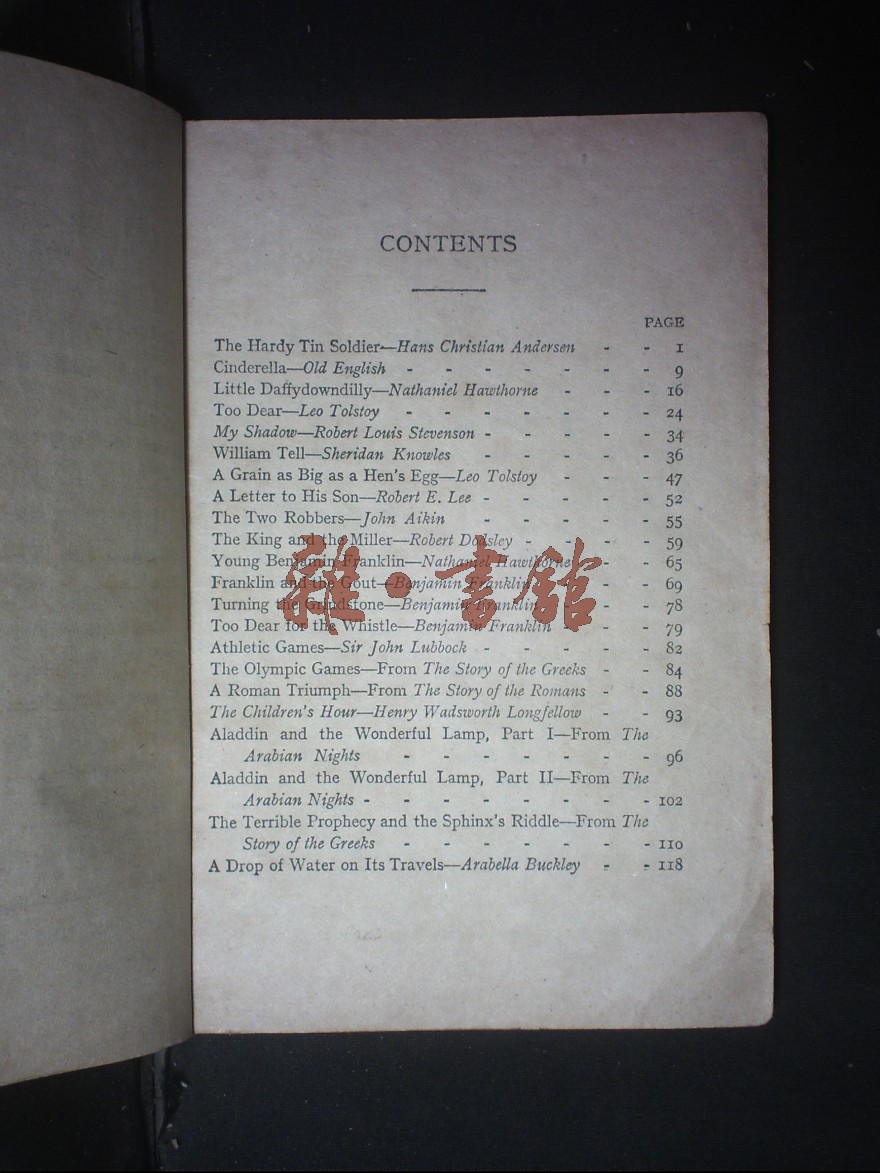 CONTENTS
PAGE
The Hardy Tin Soldier—Hans Christian Andersen - - 1
Cinderella—Old English - - - - - - - 9
Little Daffydowndilly—Nathaniel Hawthorne - - - 16
Too Dear—Leo Tolstoy - - - - - - - 24
My Shadow—Robert Louis Stevenson - - - - - 34
William Tell—Sheridan Knowles - - - - - 36
A Grain as Big as a Hen's Egg—Leo Tolstoy - - - 47
A Letter to His Son—Robert E. Lee - - - - - 52
The Two Robbers—John Aikin - - - - - 55
The King and the Miller—Robert Dodsley - - - - 59
Young Benjamin Franklin—Nathaniel Hawthorne - - 65
Franklin and the Gout—Benjamin Franklin - - - 69
Turning the Grindstone—Benjamin Franklin - - - 78
Too Dear for the Whistle—Benjamin Franklin - - - 79
Athletic Games—Sir John Lubbock - - - - - 82
The Olympic Games—From The Story of the Greeks - - 84
A Roman Triumph—From The Story of the Romans - - 88
The Children's Hour—Henry Wadsworth Longfellow - - 93
Aladdin and the Wonderful Lamp, Part I—From The
Arabian Nights - - - - - - - 96
Aladdin and the Wonderful Lamp, Part II—From The
Arabian Nights - - - - - - - - 102
The Terrible Prophecy and the Sphinx's Riddle—From The
Story of the Greeks - - - - - - - 110
A Drop of Water on Its Travels—Arabella Buckley - - 118
雜·書館